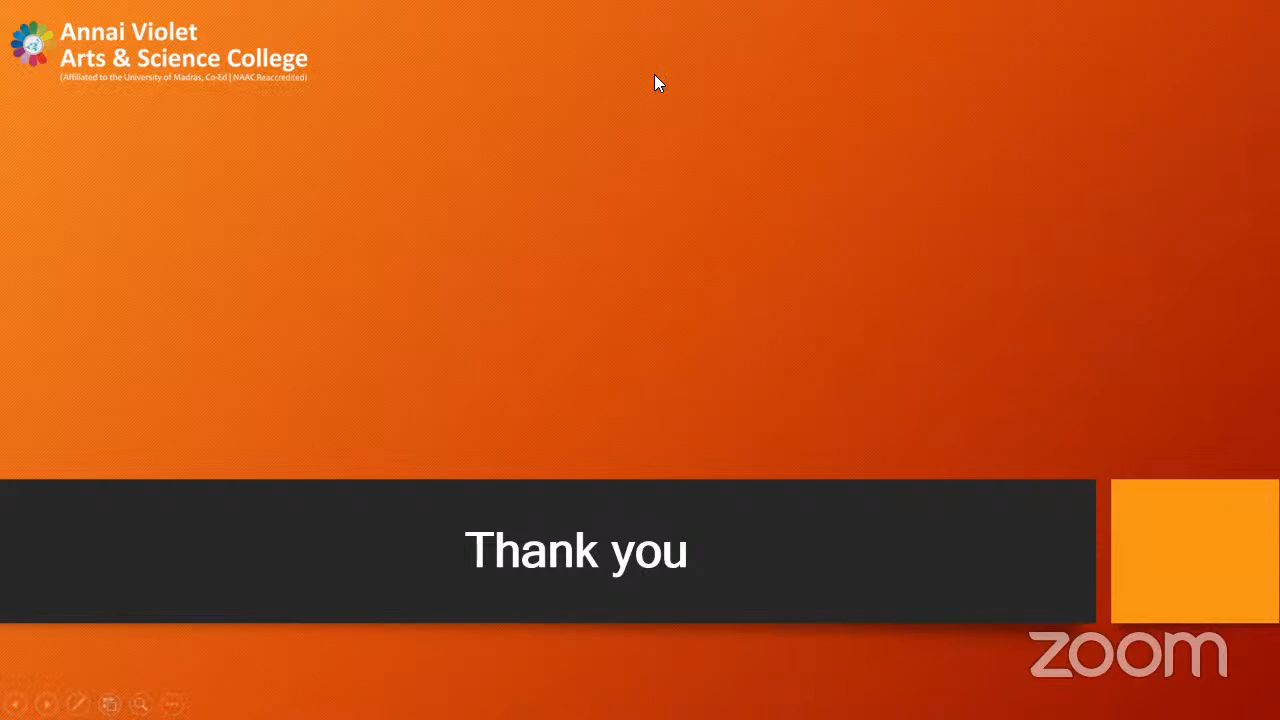 Annai Violet
Arts & Science College
(Affiliated to the University of Madras, Co-Ed | NAAC Reaccredited)
Thank you
zoom